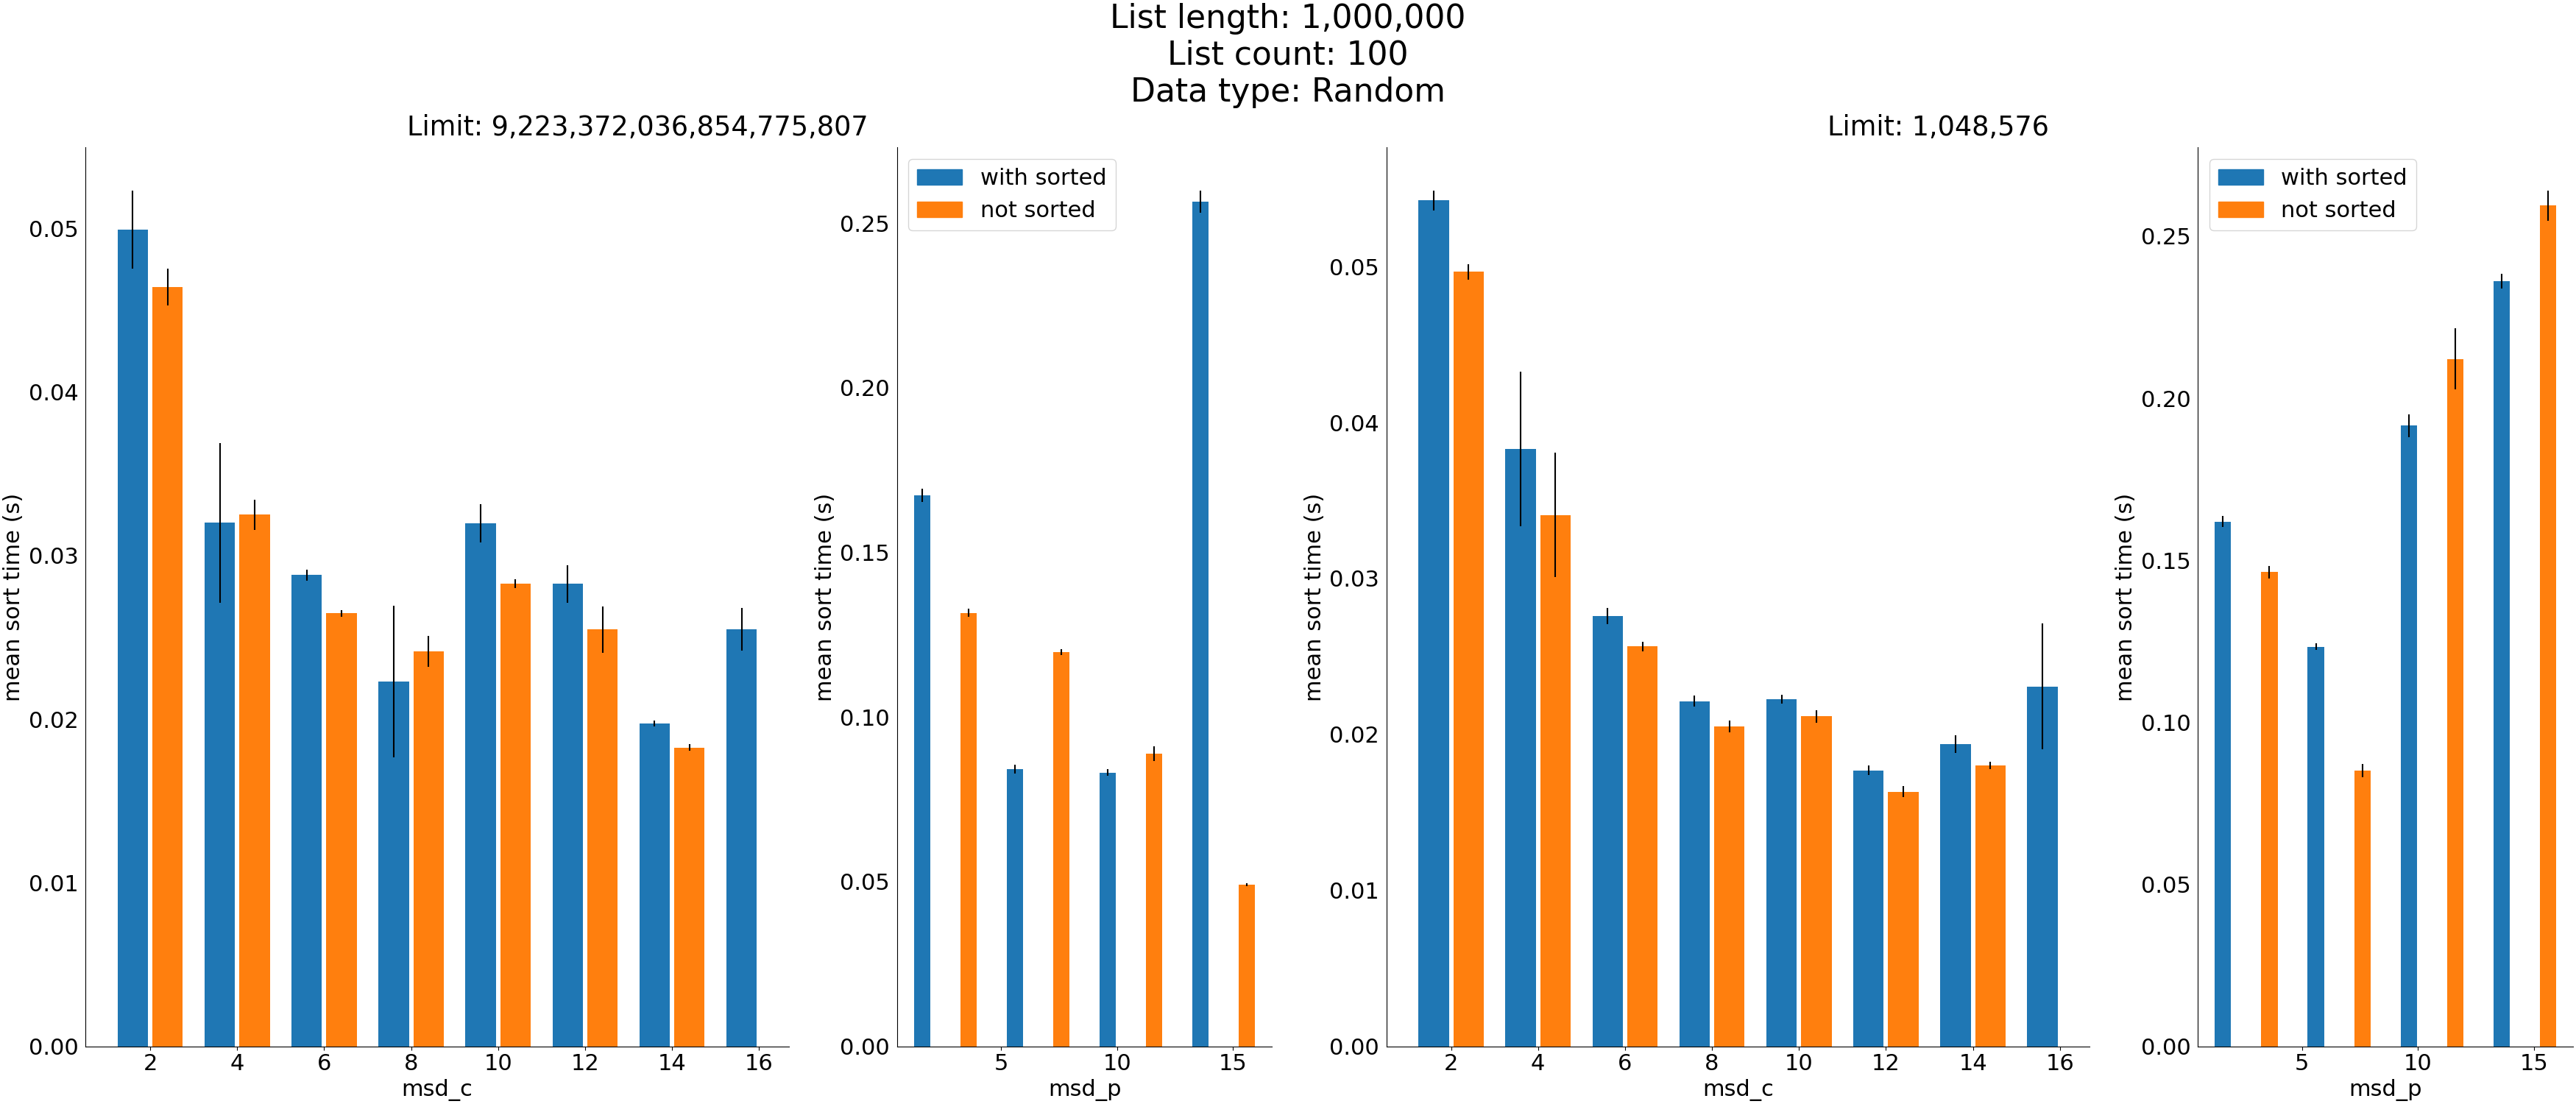 List length: 1,000,000
List count: 100
Data type: Random
Limit: 9,223,372,036,854,775,807
Limit: 1,048,576
mean sort time (s)
0.05
0.04
0.03
0.02
0.01
0.00
2 4 6 8 10 12 14 16
msd_c
with sorted
not sorted
mean sort time (s)
0.25
0.20
0.15
0.10
0.05
0.00
5 10 15
msd_p
mean sort time (s)
0.05
0.04
0.03
0.02
0.01
0.00
2 4 6 8 10 12 14 16
msd_c
with sorted
not sorted
mean sort time (s)
0.25
0.20
0.15
0.10
0.05
0.00
5 10 15
msd_p